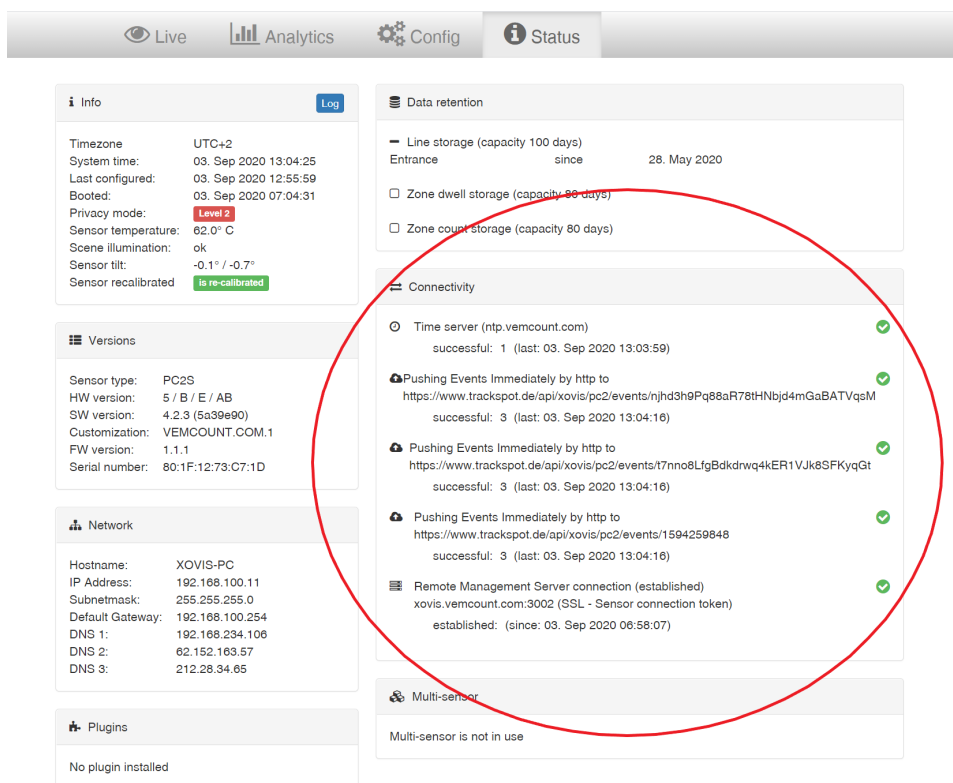 Live Analytics Config Status
Info Log
Timezone UTC+2
System time: 03. Sep 2020 13:04:25
Last configured: 03. Sep 2020 12:55:59
Booted: 03. Sep 2020 07:04:31
Privacy mode: Level 2
Sensor temperature: 62.0° C
Scene illumination: ok
Sensor tilt: -0.1° / -0.7°
Sensor recalibrated is re-calibrated
Versions
Sensor type: PC2S
HW version: 5 / B / E / AB
SW version: 4.2.3 (5a39e90)
Customization: VEMCOUNT.COM.1
FW version: 1.1.1
Serial number: 80:1F:12:73:C7:1D
Network
Hostname: XOVIS-PC
IP Address: 192.168.100.11
Subnetmask: 255.255.255.0
Default Gateway: 192.168.100.254
DNS 1: 192.168.234.106
DNS 2: 62.152.163.57
DNS 3: 212.28.34.65
Plugins
No plugin installed
Data retention
Line storage (capacity 100 days)
Entrance since 28. May 2020
Zone dwell storage (capacity 80 days)
Zone count storage (capacity 80 days)
Connectivity
Time server (ntp.vemcount.com)
successful: 1 (last: 03. Sep 2020 13:03:59)
Pushing Events Immediately by http to
https://www.trackspot.de/api/xovis/pc2/events/njhd3h9Pq88aR78tHNbjd4mGaBATVqsM
successful: 3 (last: 03. Sep 2020 13:04:16)
Pushing Events Immediately by http to
https://www.trackspot.de/api/xovis/pc2/events/t7nno8LfgBdkdrwq4kER1VJk8SFKyqGt
successful: 3 (last: 03. Sep 2020 13:04:16)
Pushing Events Immediately by http to
https://www.trackspot.de/api/xovis/pc2/events/1594259848
successful: 3 (last: 03. Sep 2020 13:04:16)
Remote Management Server connection (established)
xovis.vemcount.com:3002 (SSL - Sensor connection token)
established: (since: 03. Sep 2020 06:58:07)
Multi-sensor
Multi-sensor is not in use